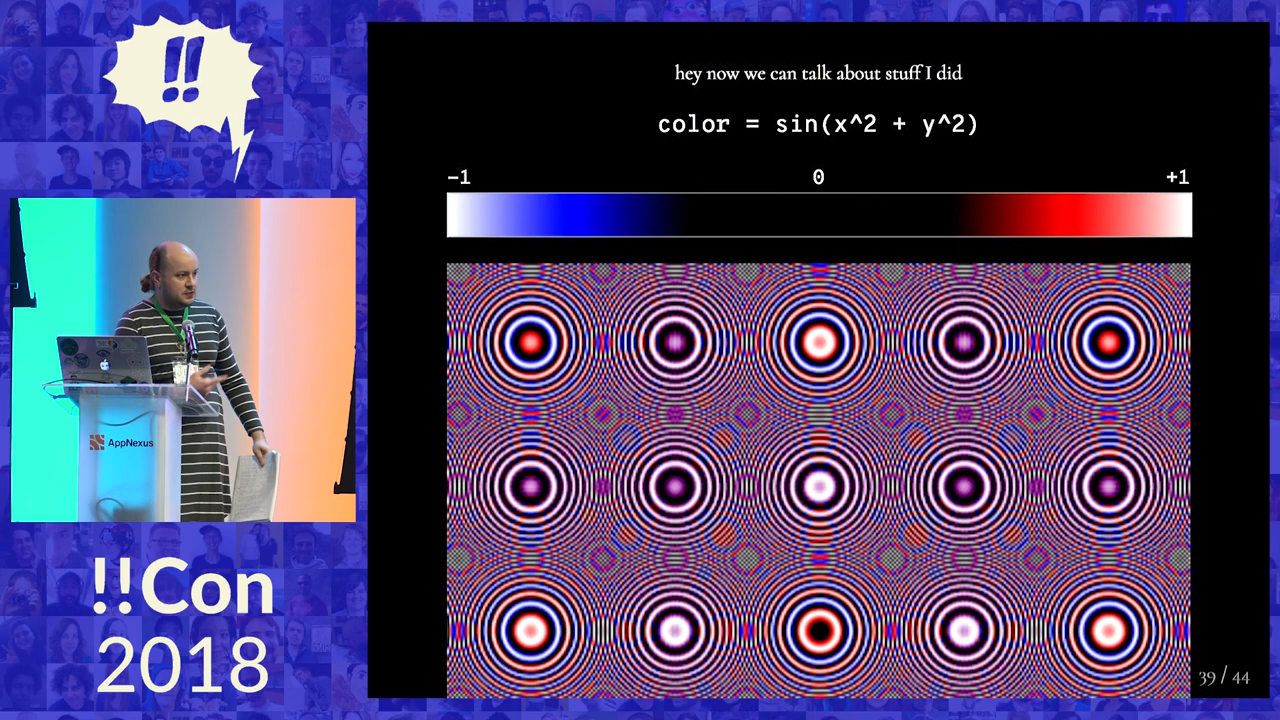 !!
hey now we can talk about stuff I did
color = sin(x^2 + y^2)
−1 0 +1
AppNexus
!!Con
2018
39 / 44